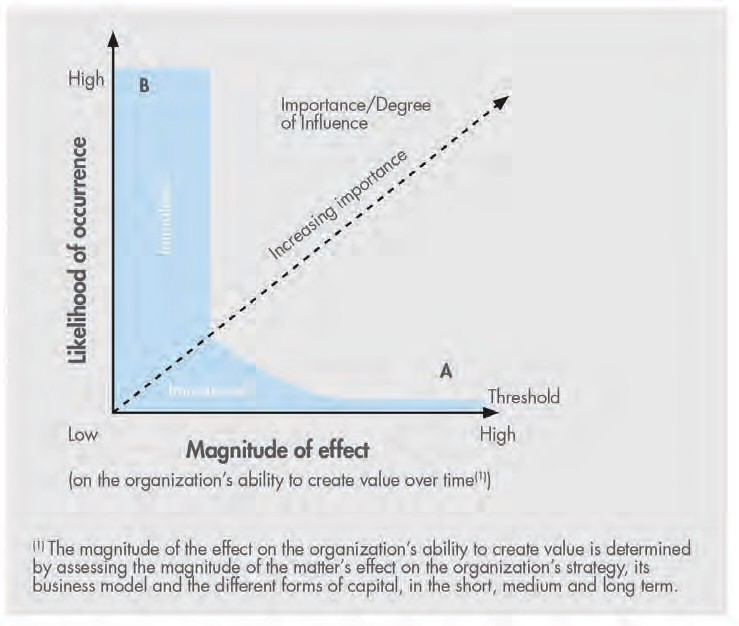 High
B
Importance/Degree
of Influence
Increasing importance
Likelihood of occurrence
A
Threshold
Low
High
Magnitude of effect
(on the organization's ability to create value over time(1))
(1) The magnitude of the effect on the organization's ability to create value is determined
by assessing the magnitude of the matter's effect on the organization's strategy, its
business model and the different forms of capital, in the short, medium and long term.